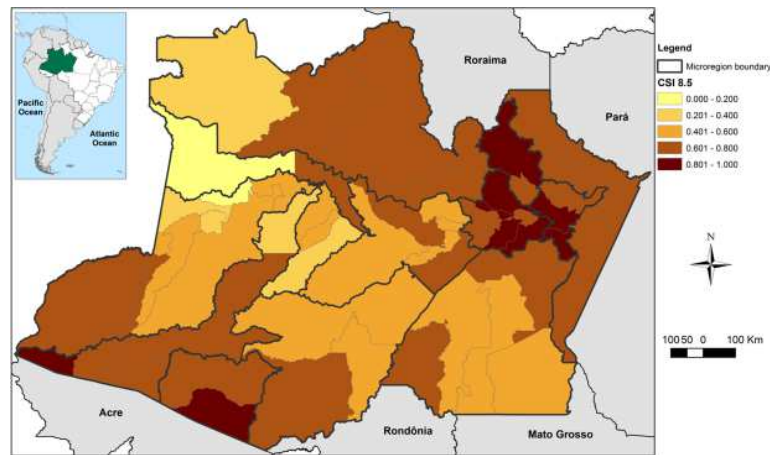 Pacific
Ocean
Atlantic
Ocean
Roraima
Pará
Acre
Rondônia
Mato Grosso
Legend
Microregion boundary
CSI 8.5
0.000 - 0.200
0.201 - 0.400
0.401 - 0.600
0.601 - 0.800
0.801 - 1.000
N
100 50 0 100 Km